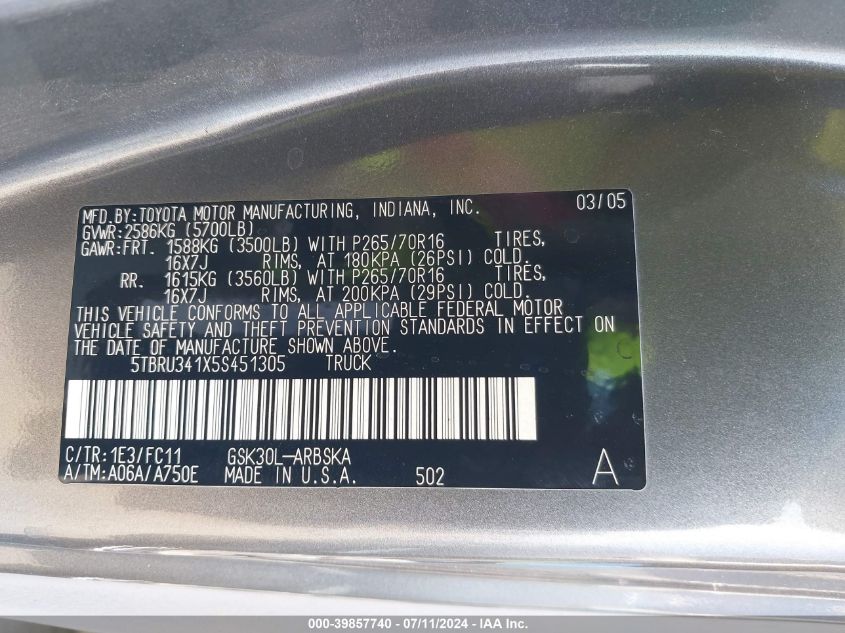 MFD.BY:TOYOTA MOTOR MANUFACTURING, INDIANA, INC. 03/05
GVWR:2586KG (5700LB)
GAWR:FRT. 1588KG (3500LB) WITH P265/70R16 TIRES,
16X7J RIMS, AT 180KPA (26PSI) COLD.
RR. 1615KG (3560LB) WITH P265/70R16 TIRES,
16X7J RIMS, AT 200KPA (29PSI) COLD.
THIS VEHICLE CONFORMS TO ALL APPLICABLE FEDERAL MOTOR
VEHICLE SAFETY AND THEFT PREVENTION STANDARDS IN EFFECT ON
THE DATE OF MANUFACTURE SHOWN ABOVE.
5TBRU341X5S451305 TRUCK
C/TR:1E3/FC11 GSK30L-ARBSKA
A/TM:A06A/A750E MADE IN U.S.A. 502 A
000-39857740 - 07/11/2024 - IAA Inc.